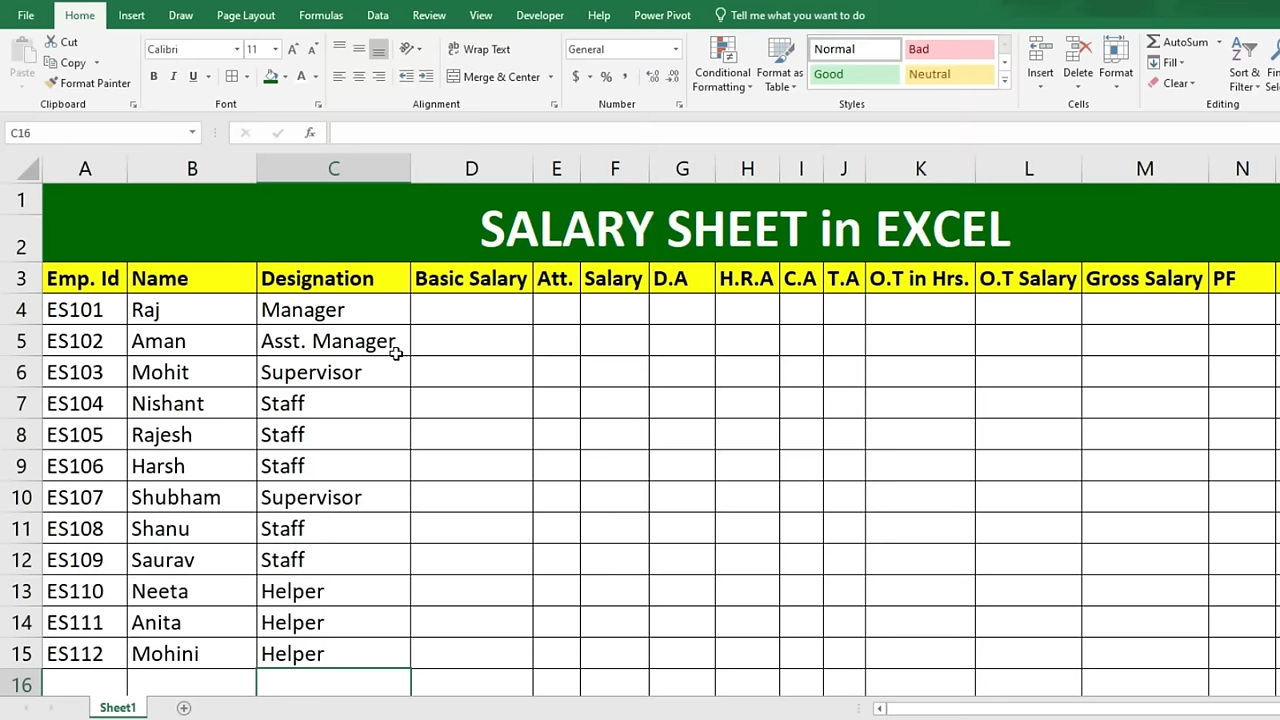 File Home Insert Draw Page Layout Formulas Data Review View Developer Help Power Pivot Tell me what you want to do
Paste
Cut
Copy
Format Painter
Clipboard
Calibri 11
B I U
Font
Wrap Text
Merge & Center
Alignment
General
$ % ,
Number
Conditional Formatting
Format as Table
Normal Bad
Good Neutral
Styles
Insert Delete Format
Cells
AutoSum
Fill
Clear
Sort & Filter
Editing
C16 fx
A B C D E F G H I J K L M N
1
2 SALARY SHEET in EXCEL
3 Emp. Id Name Designation Basic Salary Att. Salary D.A H.R.A C.A T.A O.T in Hrs. O.T Salary Gross Salary PF
4 ES101 Raj Manager
5 ES102 Aman Asst. Manager
6 ES103 Mohit Supervisor
7 ES104 Nishant Staff
8 ES105 Rajesh Staff
9 ES106 Harsh Staff
10 ES107 Shubham Supervisor
11 ES108 Shanu Staff
12 ES109 Saurav Staff
13 ES110 Neeta Helper
14 ES111 Anita Helper
15 ES112 Mohini Helper
16
Sheet1